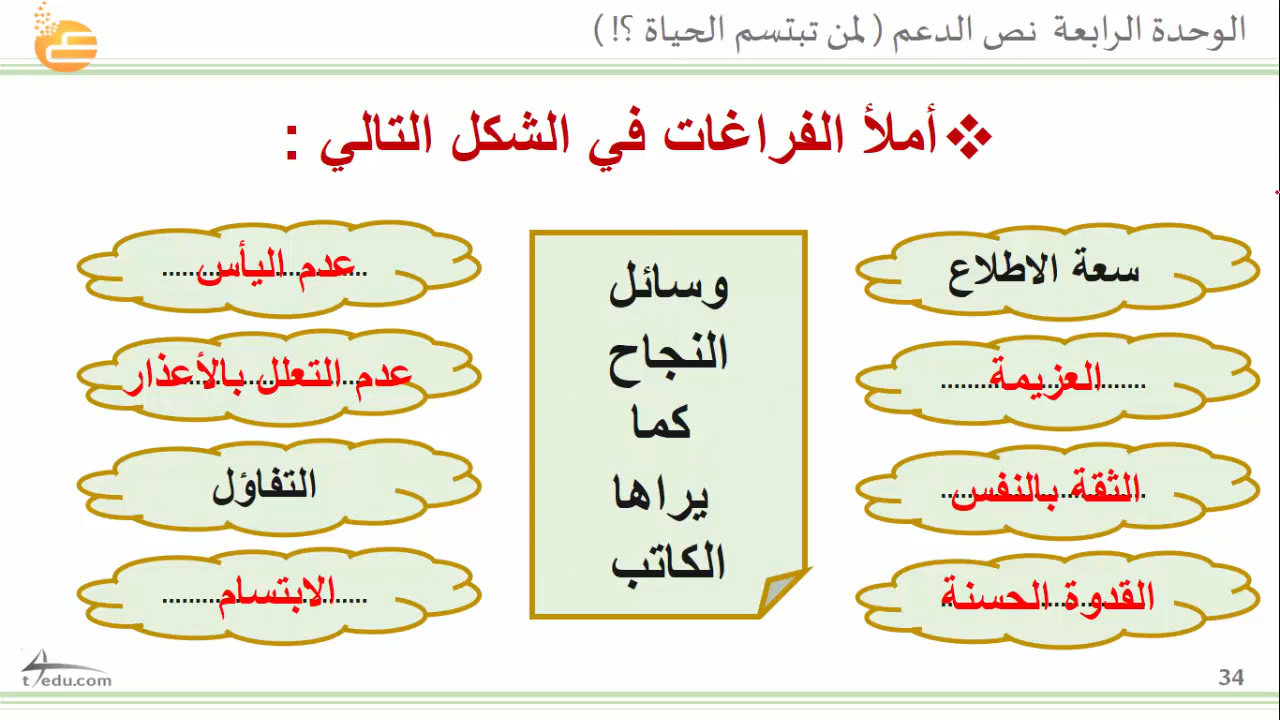 الوحدة الرابعة نص الدعم (لمن تبتسم الحياة ؟!)
❖أملأ الفراغات في الشكل التالي :
سعة الاطلاع
العزيمة
الثقة بالنفس
القدوة الحسنة
وسائل
النجاح
كما
يراها
الكاتب
عدم اليأس
عدم التعلل بالأعذار
التفاؤل
الابتسام
t4edu.com
34